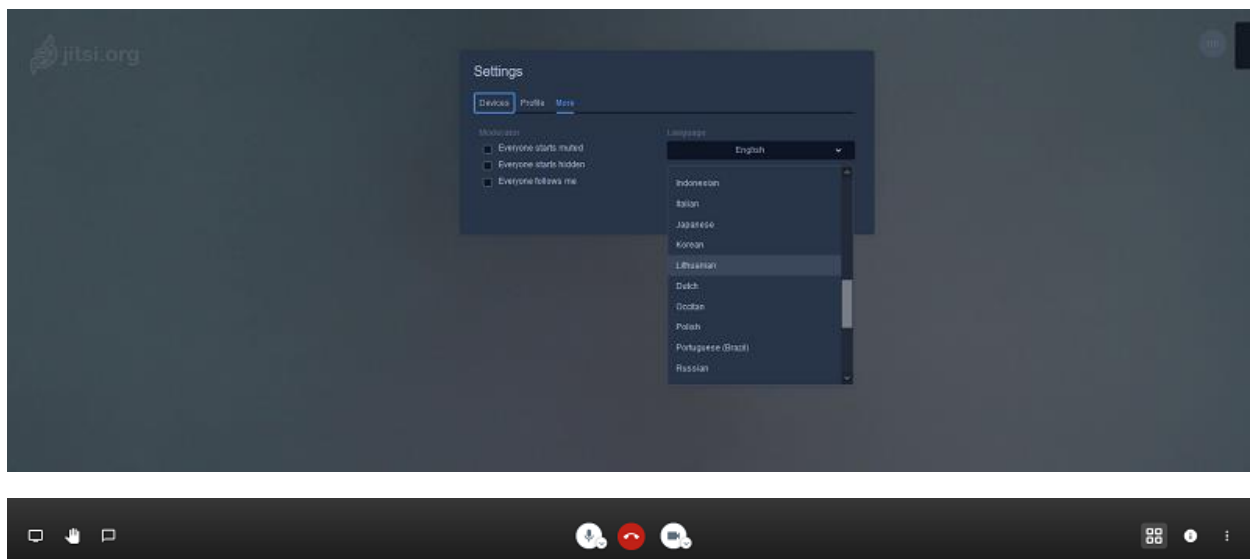 jitsi.org
Settings
Devices Profile More
Moderator
Everyone starts muted
Everyone starts hidden
Everyone follows me
Language
English
Indonesian
Italian
Japanese
Korean
Lithuanian
Dutch
Occitan
Polish
Portuguese (Brazil)
Russian